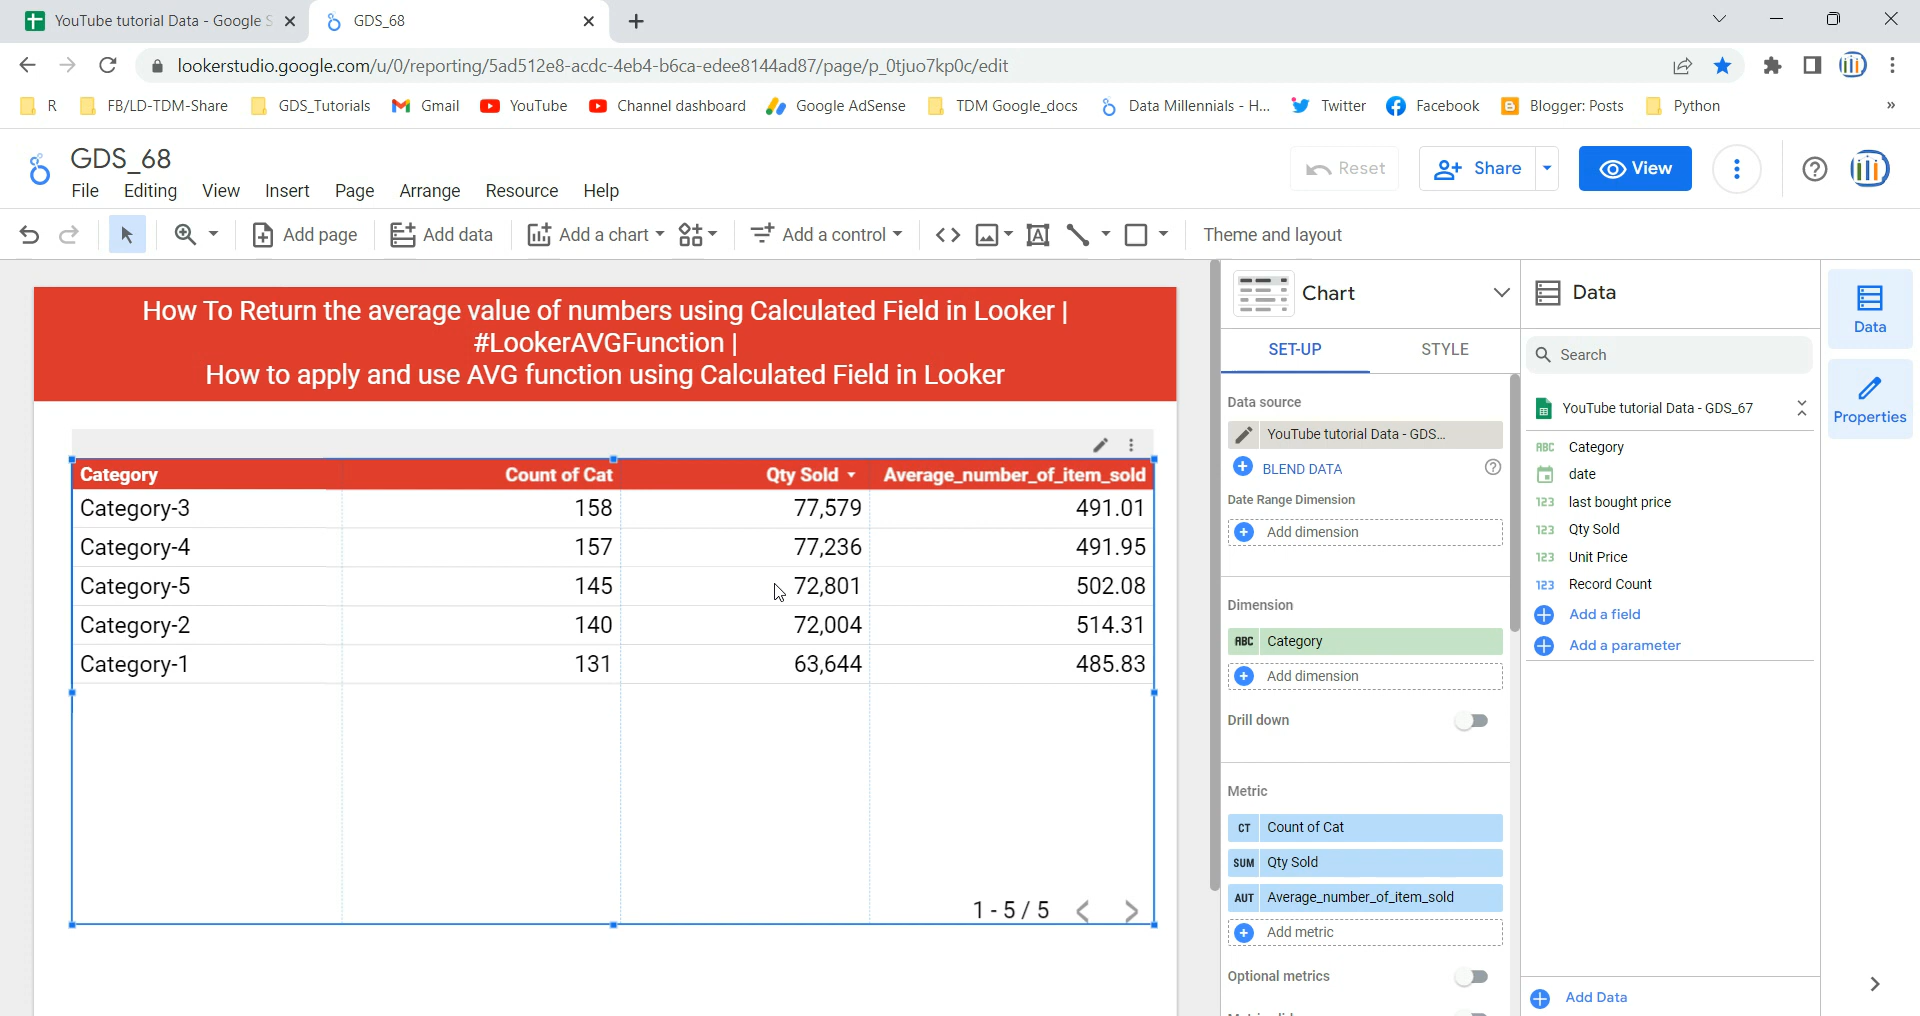 YouTube tutorial Data - Google S
GDS_68
lookerstudio.google.com/u/0/reporting/5ad512e8-acdc-4eb4-b6ca-edee8144ad87/page/p_0tjuo7kp0c/edit
R FB/LD-TDM-Share GDS_Tutorials Gmail YouTube Channel dashboard Google AdSense TDM Google_docs Data Millennials - H... Twitter Facebook Blogger: Posts Python »
GDS_68
File Editing View Insert Page Arrange Resource Help
Reset Share View
Add page Add data Add a chart Add a control Theme and layout
How To Return the average value of numbers using Calculated Field in Looker |
#LookerAVGFunction |
How to apply and use AVG function using Calculated Field in Looker
Category Count of Cat Qty Sold Average_number_of_item_sold
Category-3 158 77,579 491.01
Category-4 157 77,236 491.95
Category-5 145 72,801 502.08
Category-2 140 72,004 514.31
Category-1 131 63,644 485.83
1 - 5 / 5 < >
Chart
SET-UP STYLE
Data source
YouTube tutorial Data - GDS...
BLEND DATA
Date Range Dimension
Add dimension
Dimension
ABC Category
Add dimension
Drill down
Metric
CT Count of Cat
SUM Qty Sold
AUT Average_number_of_item_sold
Add metric
Optional metrics
Data
Search
YouTube tutorial Data - GDS_67
ABC Category
date
123 last bought price
123 Qty Sold
123 Unit Price
123 Record Count
Add a field
Add a parameter
Add Data
Data
Properties